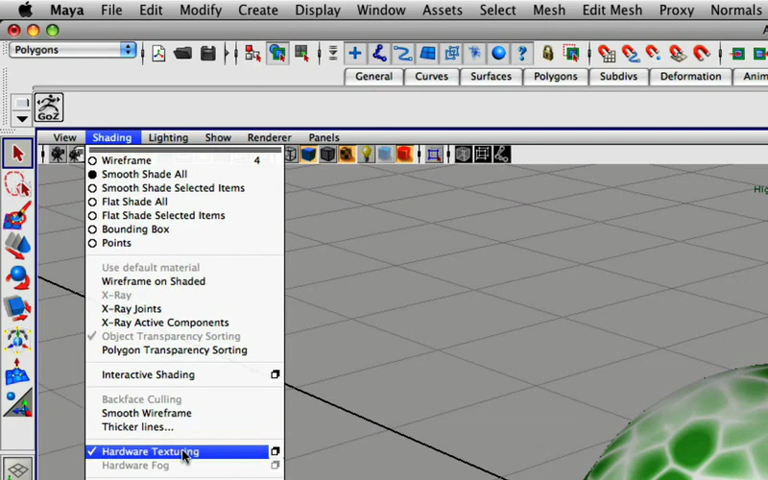 Maya File Edit Modify Create Display Window Assets Select Mesh Edit Mesh Proxy Normals
Polygons
General Curves Surfaces Polygons Subdivs Deformation
GoZ
View Shading Lighting Show Renderer Panels
Wireframe 4
Smooth Shade All
Smooth Shade Selected Items
Flat Shade All
Flat Shade Selected Items
Bounding Box
Points
Use default material
Wireframe on Shaded
X-Ray
X-Ray Joints
X-Ray Active Components
Object Transparency Sorting
Polygon Transparency Sorting
Interactive Shading
Backface Culling
Smooth Wireframe
Thicker lines...
Hardware Texturing
Hardware Fog